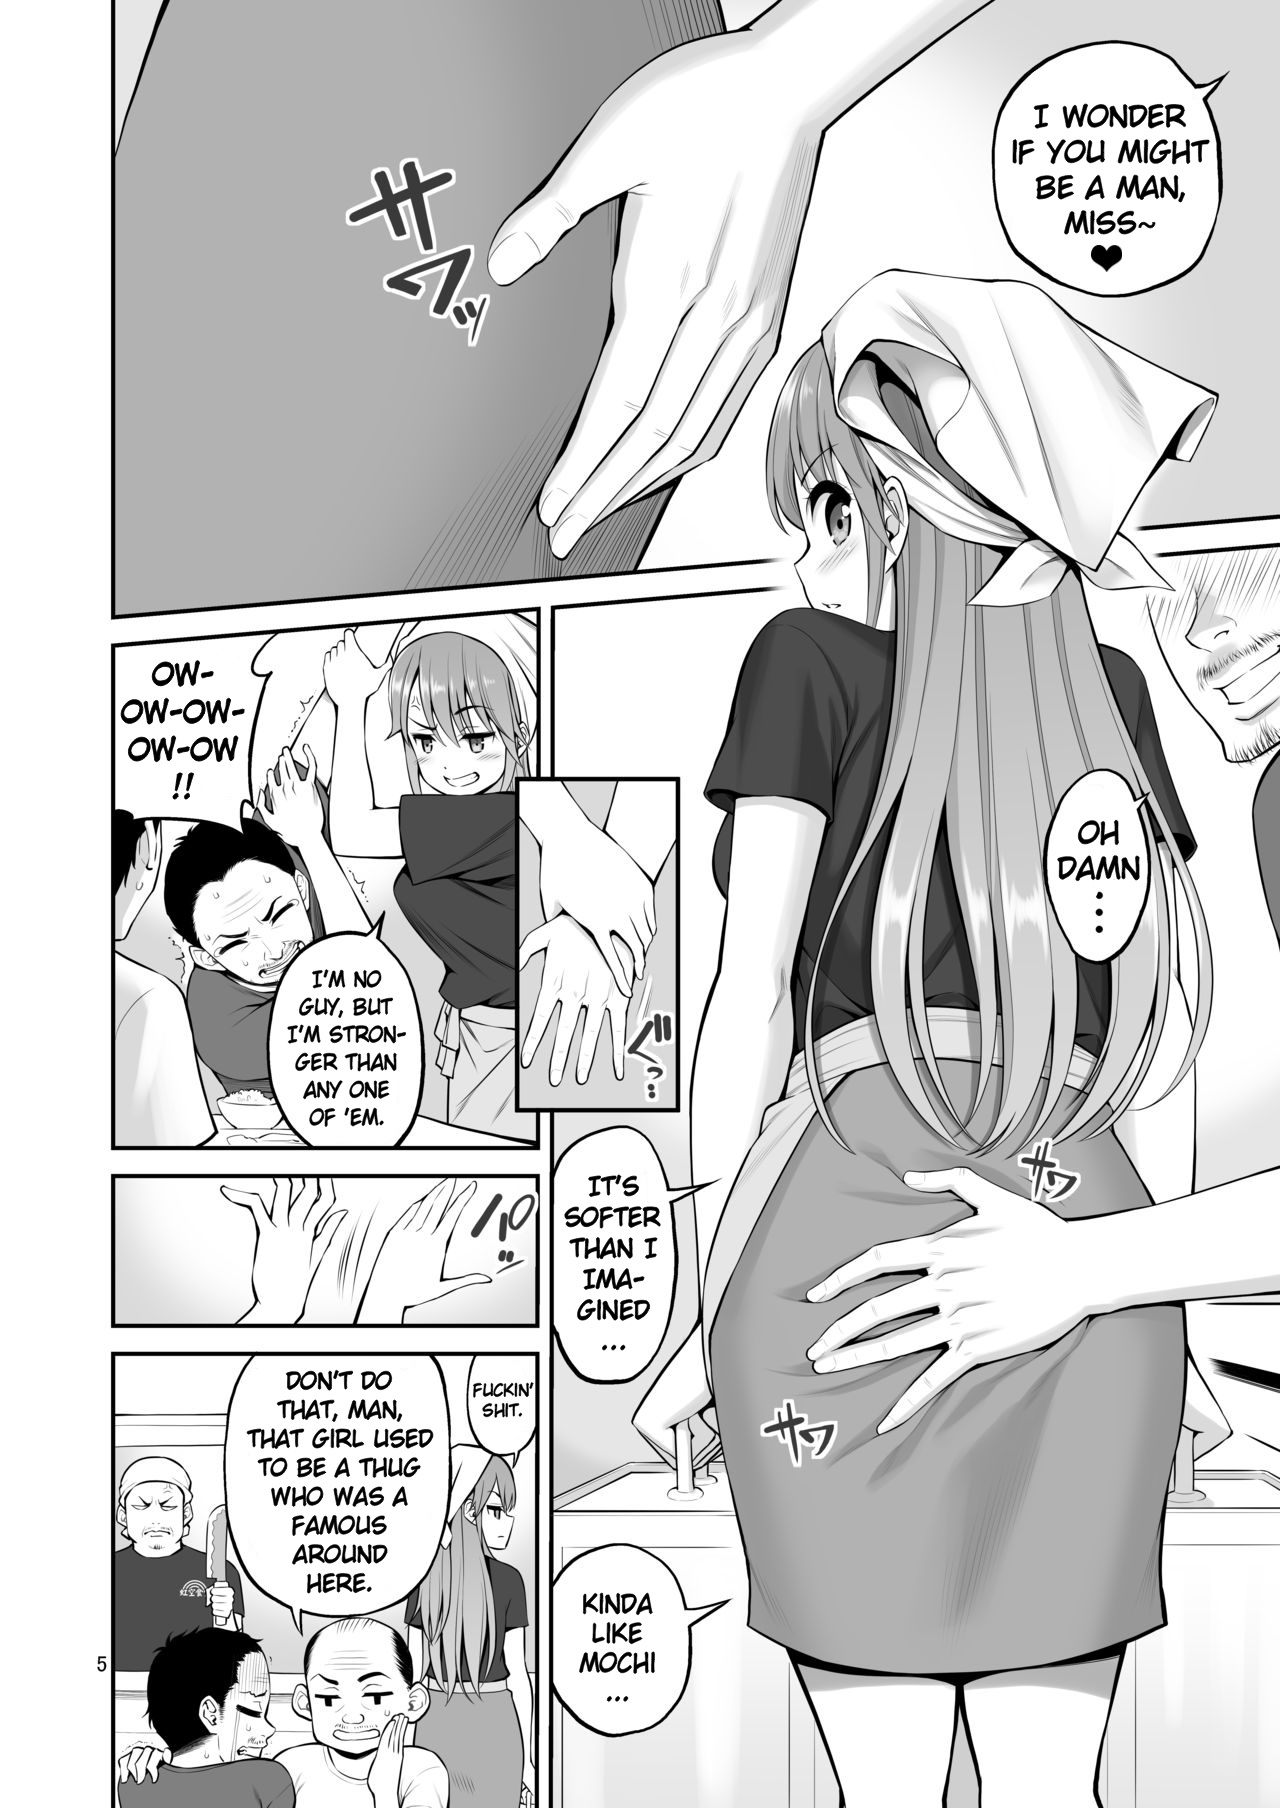 I WONDER
IF YOU MIGHT
BE A MAN,
MISS~
♥
サワッ
OH
DAMN
...
サワ
サワ
IT'S
SOFTER
THAN I
IMA-
GINED
...
KINDA
LIKE
MOCHI
...
グッ...
OW-
OW-OW-
OW-OW
!!
I'M NO
GUY, BUT
I'M STRON-
GER THAN
ANY ONE
OF 'EM.
パッ
FUCKIN'
SHIT.
DON'T DO
THAT, MAN,
THAT GIRL USED
TO BE A THUG
WHO WAS A
FAMOUS
AROUND
HERE.
5